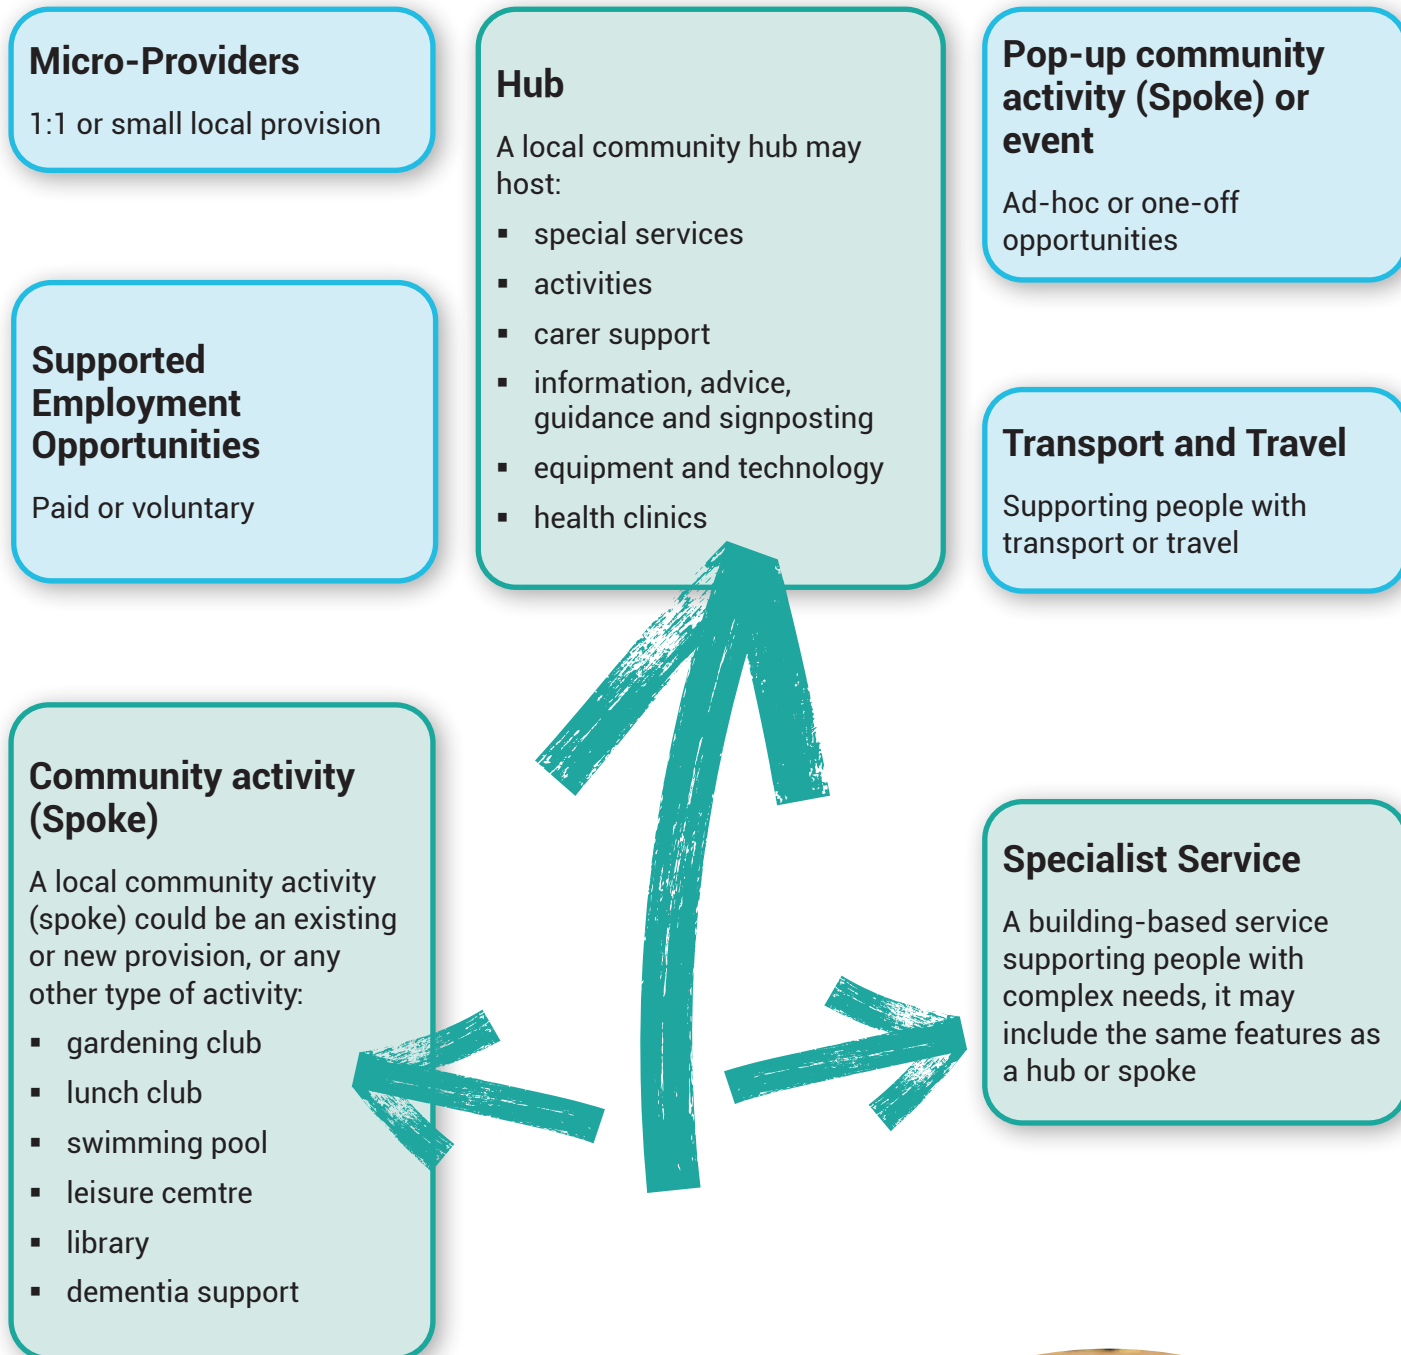 Micro-Providers
1:1 or small local provision
Supported
Employment
Opportunities
Paid or voluntary
Hub
A local community hub may
host:
▪ special services
▪ activities
▪ carer support
▪ information, advice,
guidance and signposting
▪ equipment and technology
▪ health clinics
Pop-up community
activity (Spoke) or
event
Ad-hoc or one-off
opportunities
Transport and Travel
Supporting people with
transport or travel
Community activity
(Spoke)
A local community activity
(spoke) could be an existing
or new provision, or any
other type of activity:
▪ gardening club
▪ lunch club
▪ swimming pool
▪ leisure cemtre
▪ library
▪ dementia support
Specialist Service
A building-based service
supporting people with
complex needs, it may
include the same features as
a hub or spoke